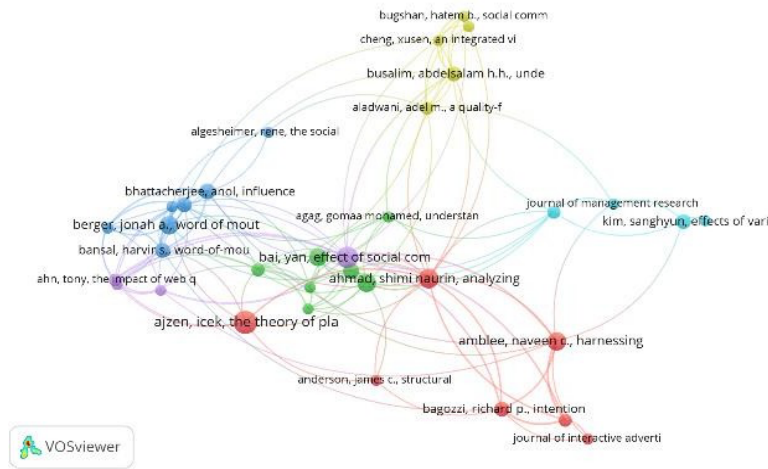 bugshan, hatem b., social comm
cheng, xusen, an integrated vi
busalim, abdelsalam h.h., unde
aladwani, adel m., a quality-f
algesheimer, rene, the social
bhattacherjee, anol, influence
journal of management research
agag, gomaa mohamed, understan
kim, sanghyun, effects of vari
berger, jonah a., word of mout
bansal, harvir s., word-of-mou
bai, yan, effect of social com
ahn, tony, the impact of web q
ahmad, shimi naurin, analyzing
ajzen, icek, the theory of pla
amblee, naveen c., harnessing
anderson, james c., structural
bagozzi, richard p., intention
journal of interactive adverti
VOSviewer